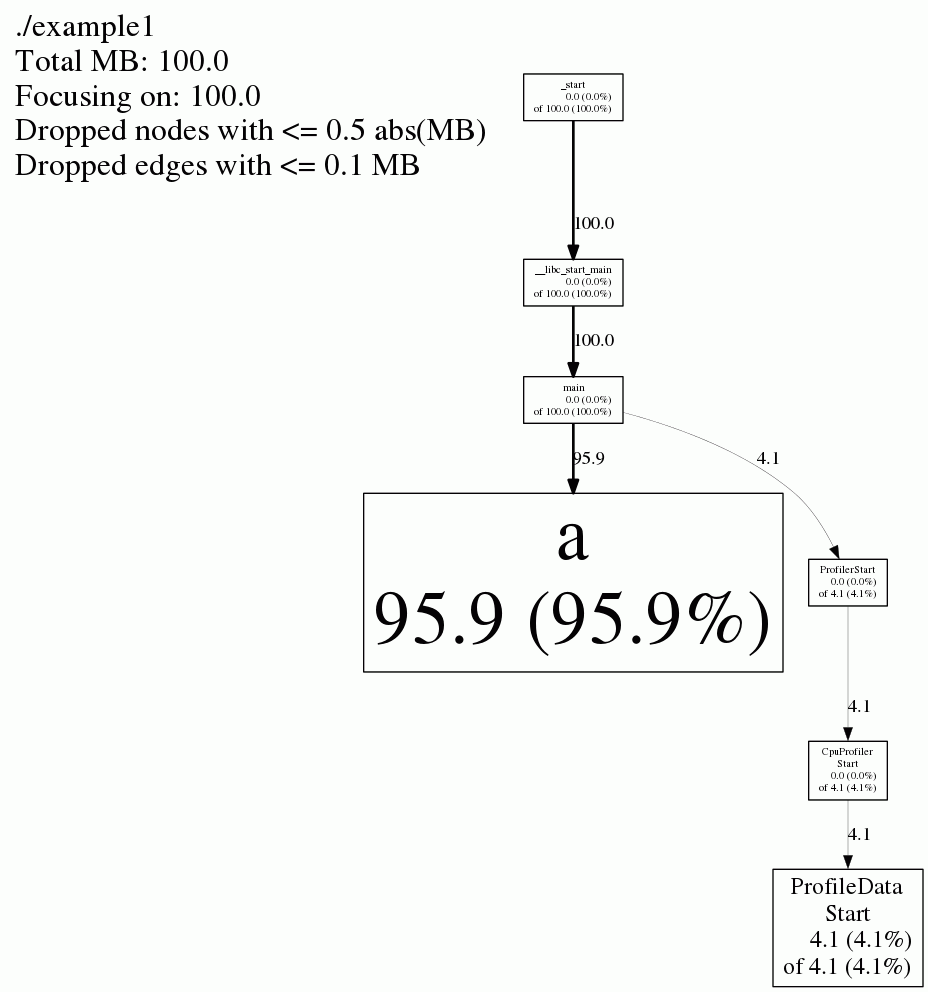 ./example1
Total MB: 100.0
Focusing on: 100.0
Dropped nodes with <= 0.5 abs(MB)
Dropped edges with <= 0.1 MB
_start
0.0 (0.0%)
of 100.0 (100.0%)
100.0
__libc_start_main
0.0 (0.0%)
of 100.0 (100.0%)
100.0
main
0.0 (0.0%)
of 100.0 (100.0%)
95.9
4.1
a
95.9 (95.9%)
ProfilerStart
0.0 (0.0%)
of 4.1 (4.1%)
4.1
CpuProfiler
Start
0.0 (0.0%)
of 4.1 (4.1%)
4.1
ProfileData
Start
4.1 (4.1%)
of 4.1 (4.1%)